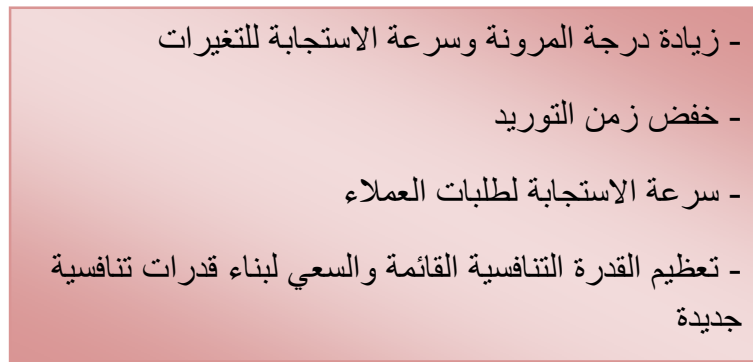 - زيادة درجة المرونة وسرعة الاستجابة للتغيرات
- خفض زمن التوريد
- سرعة الاستجابة لطلبات العملاء
- تعظيم القدرة التنافسية القائمة والسعي لبناء قدرات تنافسية
جديدة